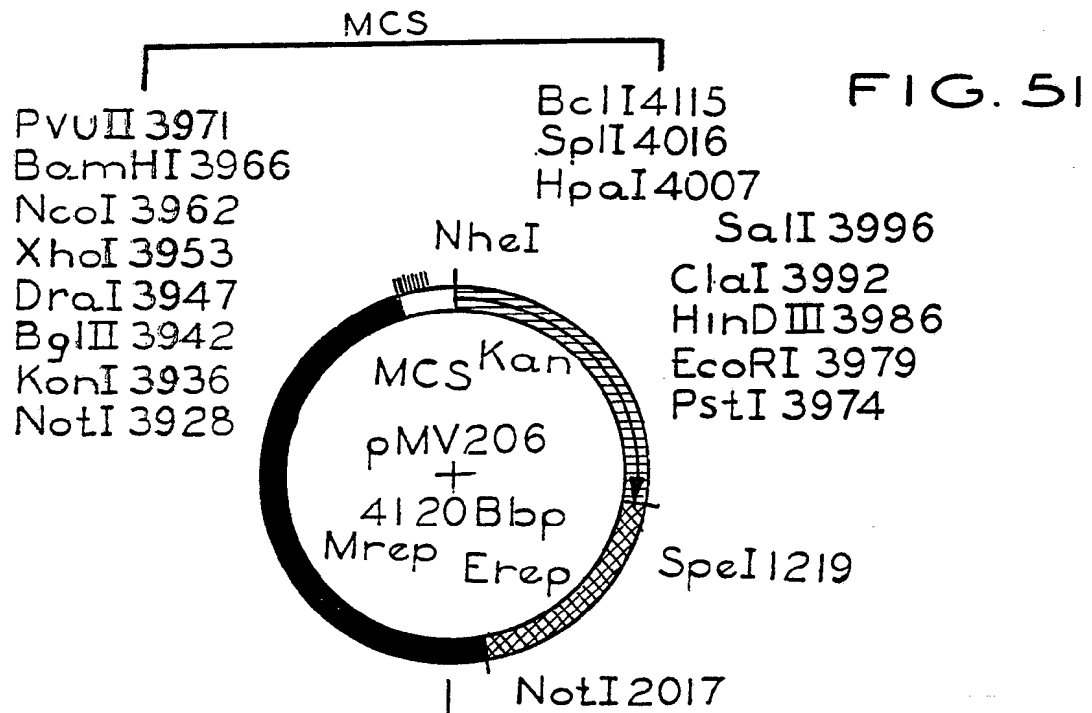 MCS
FIG. 51
PvuII 3971
BamHI 3966
NcoI 3962
XhoI 3953
DraI 3947
BglII 3942
KonI 3936
NotI 3928
BclI 4115
SplI 4016
HpaI 4007
SalI 3996
ClaI 3992
HinDIII 3986
EcoRI 3979
PstI 3974
NheI
MCS
Kan
pMV206
4120Bbp
Mrep
Erep
SpeI 1219
NotI 2017